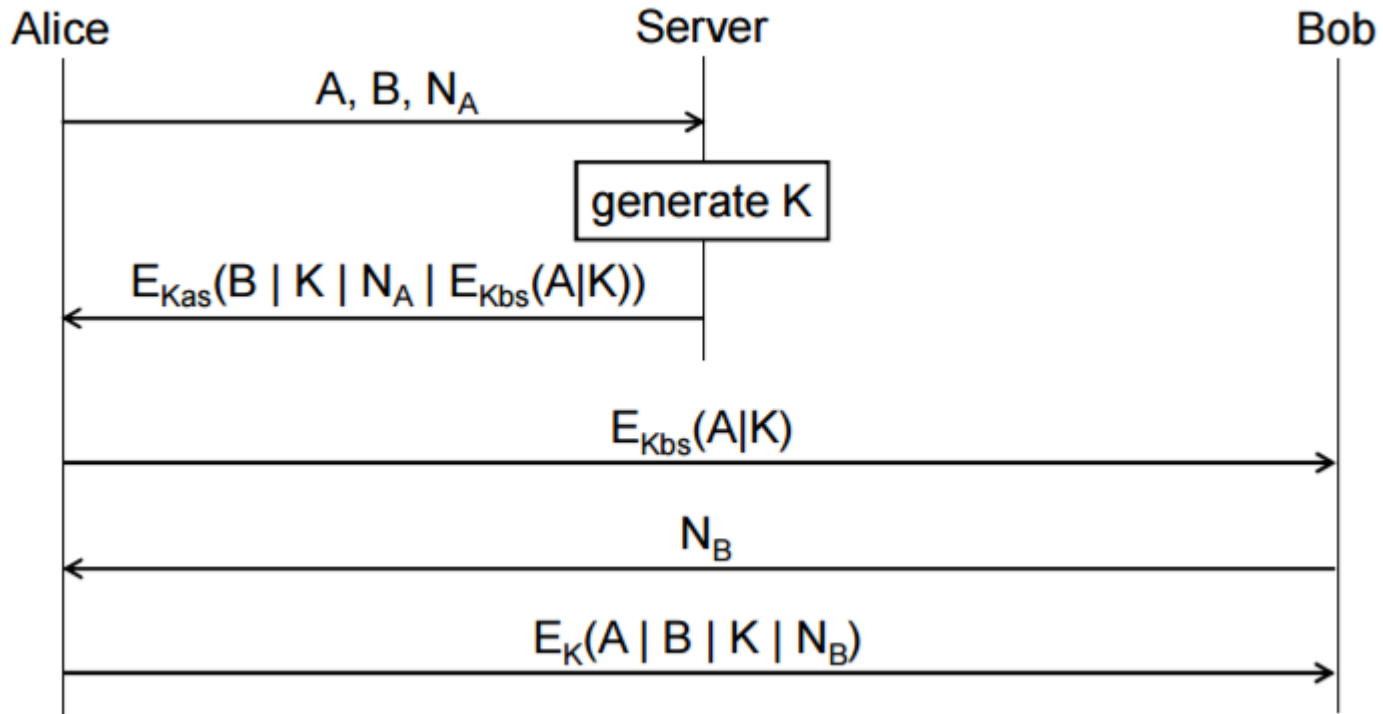 Alice
Server
Bob
A, B, N_A
generate K
E_Kas(B | K | N_A | E_Kbs(A|K))
E_Kbs(A|K)
N_B
E_K(A | B | K | N_B)